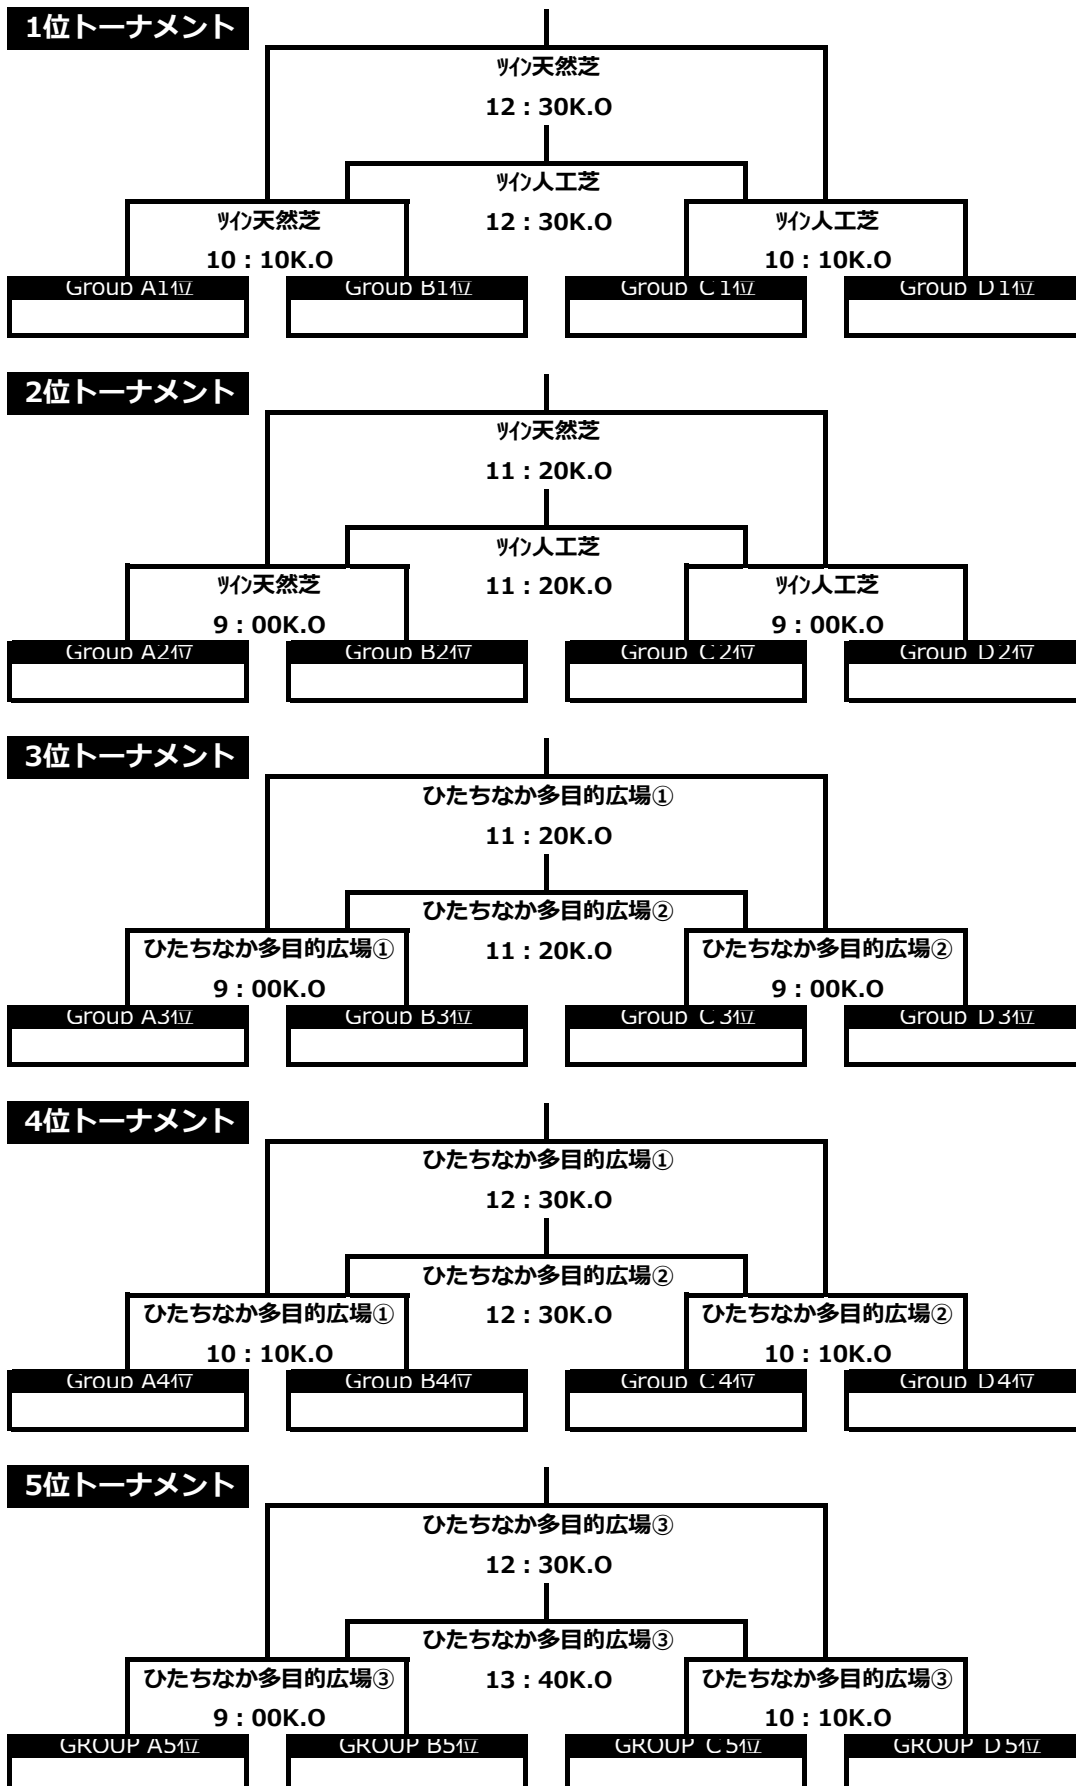 1位トーナメント
ﾂｲﾝ天然芝
12：30K.O
ﾂｲﾝ人工芝
12：30K.O
ﾂｲﾝ天然芝
10：10K.O
ﾂｲﾝ人工芝
10：10K.O
Group A1位 Group B1位 Group C1位 Group D1位
2位トーナメント
ﾂｲﾝ天然芝
11：20K.O
ﾂｲﾝ人工芝
11：20K.O
ﾂｲﾝ天然芝
9：00K.O
ﾂｲﾝ人工芝
9：00K.O
Group A2位 Group B2位 Group C2位 Group D2位
3位トーナメント
ひたちなか多目的広場①
11：20K.O
ひたちなか多目的広場②
11：20K.O
ひたちなか多目的広場①
9：00K.O
ひたちなか多目的広場②
9：00K.O
Group A3位 Group B3位 Group C3位 Group D3位
4位トーナメント
ひたちなか多目的広場①
12：30K.O
ひたちなか多目的広場②
12：30K.O
ひたちなか多目的広場①
10：10K.O
ひたちなか多目的広場②
10：10K.O
Group A4位 Group B4位 Group C4位 Group D4位
5位トーナメント
ひたちなか多目的広場③
12：30K.O
ひたちなか多目的広場③
13：40K.O
ひたちなか多目的広場③
9：00K.O
ひたちなか多目的広場③
10：10K.O
GROUP A5位 GROUP B5位 GROUP C5位 GROUP D5位